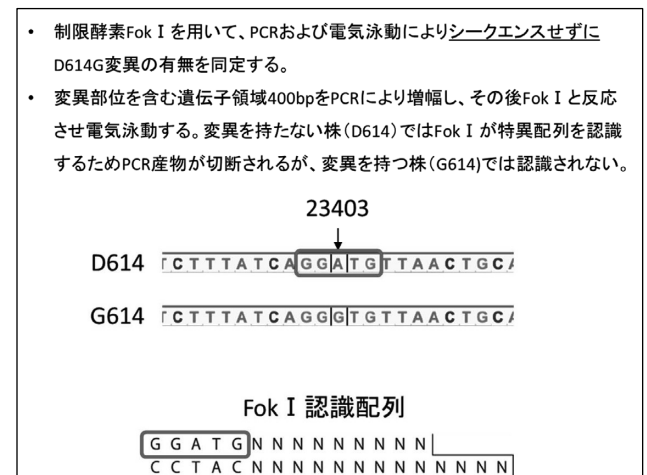 • 制限酵素FokⅠを用いて、PCRおよび電気泳動によりシークエンスせずに
D614G変異の有無を同定する。
• 変異部位を含む遺伝子領域400bpをPCRにより増幅し、その後FokⅠと反応
させ電気泳動する。変異を持たない株（D614）ではFokⅠが特異配列を認識
するためPCR産物が切断されるが、変異を持つ株（G614)では認識されない。
23403
D614 TCTTTATCAGGATGTTAACTGCA
G614 TCTTTATCAGGGTGTTAACTGCA
FokⅠ認識配列
GGATGNNNNNNNNN
CCTACNNNNNNNNNNNNN